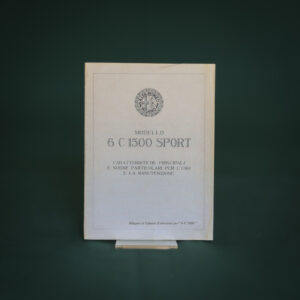 MODELLO
6 C 1500 SPORT
CARATTERISTICHE PRINCIPALI
E NORME PARTICOLARI PER L'USO
E LA MANUTENZIONE